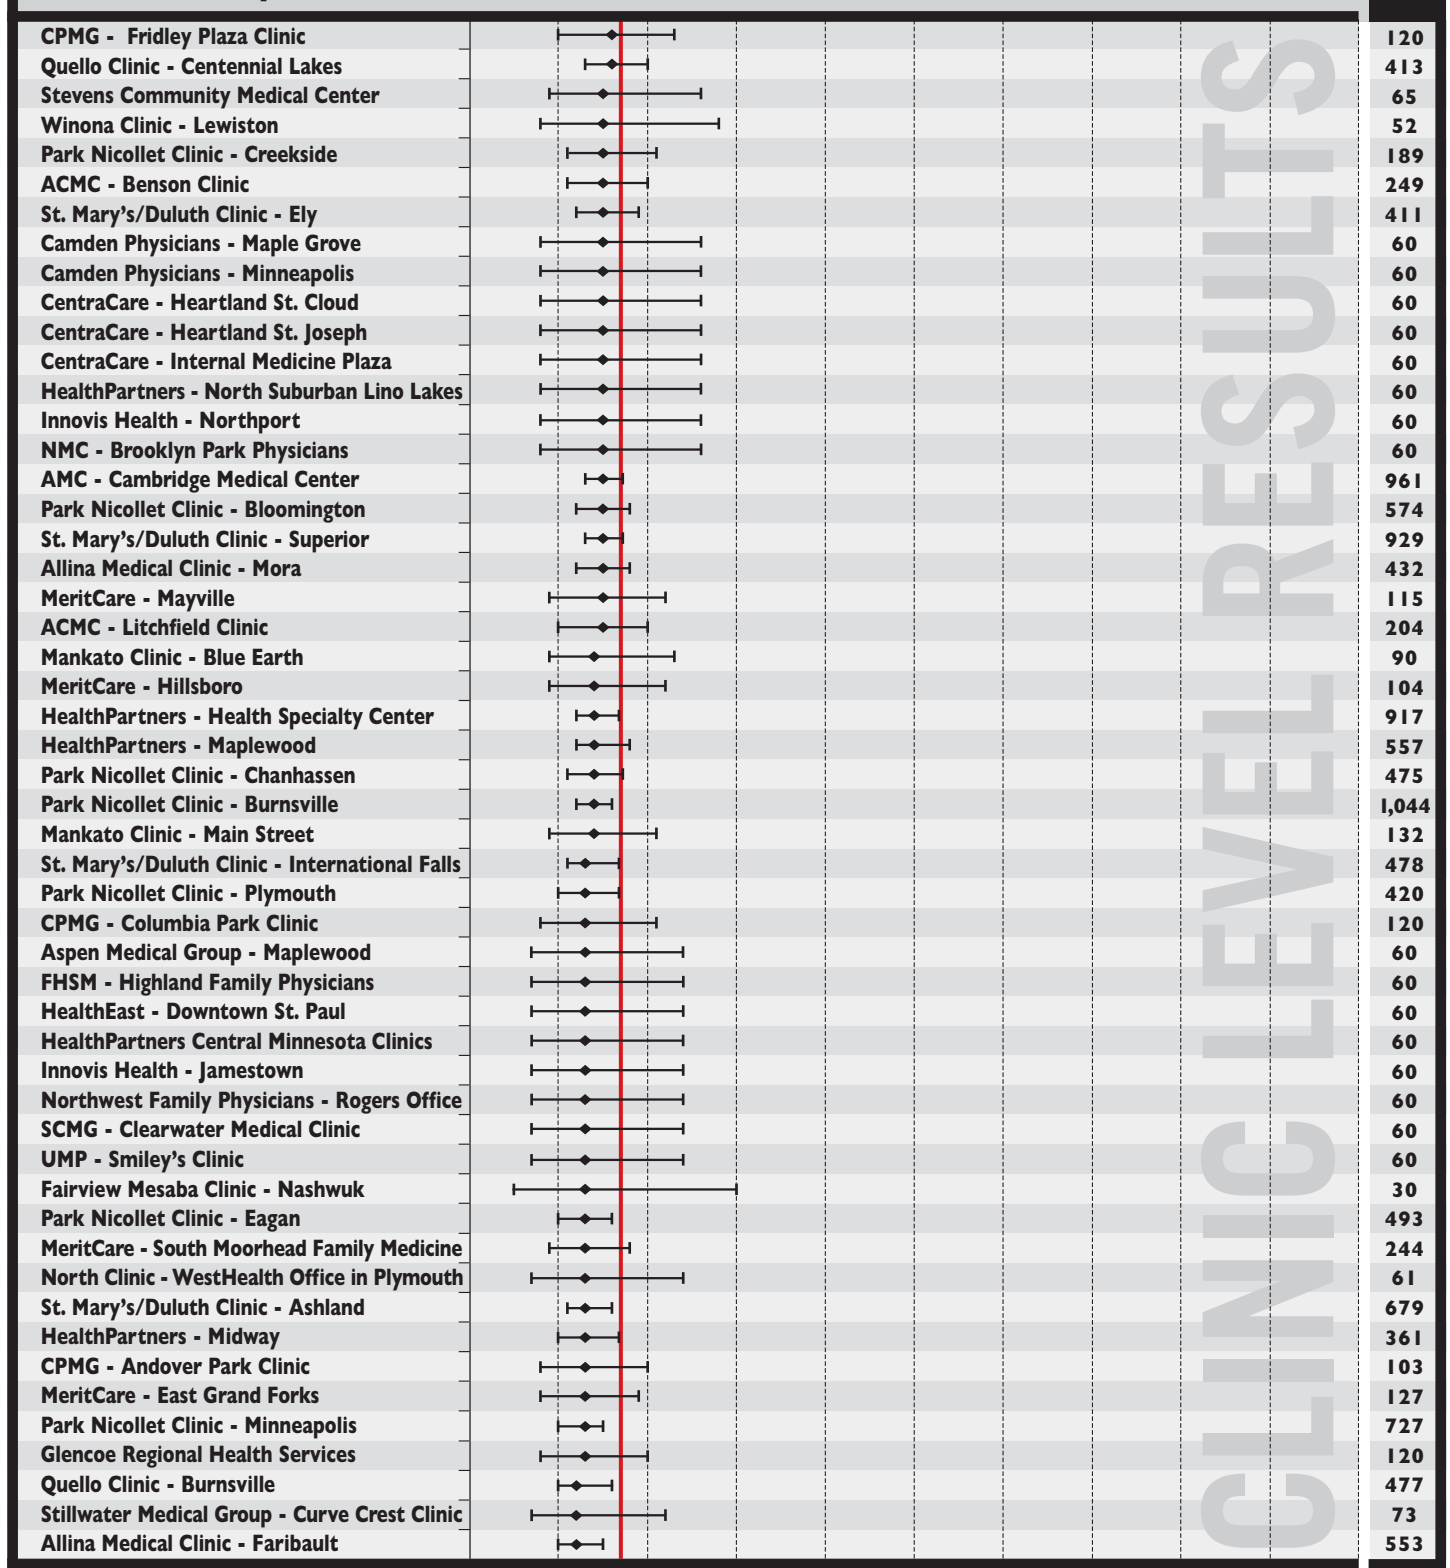 CPMG - Fridley Plaza Clinic 120
Quello Clinic - Centennial Lakes 413
Stevens Community Medical Center 65
Winona Clinic - Lewiston 52
Park Nicollet Clinic - Creekside 189
ACMC - Benson Clinic 249
St. Mary's/Duluth Clinic - Ely 411
Camden Physicians - Maple Grove 60
Camden Physicians - Minneapolis 60
CentraCare - Heartland St. Cloud 60
CentraCare - Heartland St. Joseph 60
CentraCare - Internal Medicine Plaza 60
HealthPartners - North Suburban Lino Lakes 60
Innovis Health - Northport 60
NMC - Brooklyn Park Physicians 60
AMC - Cambridge Medical Center 961
Park Nicollet Clinic - Bloomington 574
St. Mary's/Duluth Clinic - Superior 929
Allina Medical Clinic - Mora 432
MeritCare - Mayville 115
ACMC - Litchfield Clinic 204
Mankato Clinic - Blue Earth 90
MeritCare - Hillsboro 104
HealthPartners - Health Specialty Center 917
HealthPartners - Maplewood 557
Park Nicollet Clinic - Chanhassen 475
Park Nicollet Clinic - Burnsville 1,044
Mankato Clinic - Main Street 132
St. Mary's/Duluth Clinic - International Falls 478
Park Nicollet Clinic - Plymouth 420
CPMG - Columbia Park Clinic 120
Aspen Medical Group - Maplewood 60
FHSM - Highland Family Physicians 60
HealthEast - Downtown St. Paul 60
HealthPartners Central Minnesota Clinics 60
Innovis Health - Jamestown 60
Northwest Family Physicians - Rogers Office 60
SCMG - Clearwater Medical Clinic 60
UMP - Smiley's Clinic 60
Fairview Mesaba Clinic - Nashwuk 30
Park Nicollet Clinic - Eagan 493
MeritCare - South Moorhead Family Medicine 244
North Clinic - WestHealth Office in Plymouth 61
St. Mary's/Duluth Clinic - Ashland 679
HealthPartners - Midway 361
CPMG - Andover Park Clinic 103
MeritCare - East Grand Forks 127
Park Nicollet Clinic - Minneapolis 727
Glencoe Regional Health Services 120
Quello Clinic - Burnsville 477
Stillwater Medical Group - Curve Crest Clinic 73
Allina Medical Clinic - Faribault 553
CLINIC LEVEL RESULTS